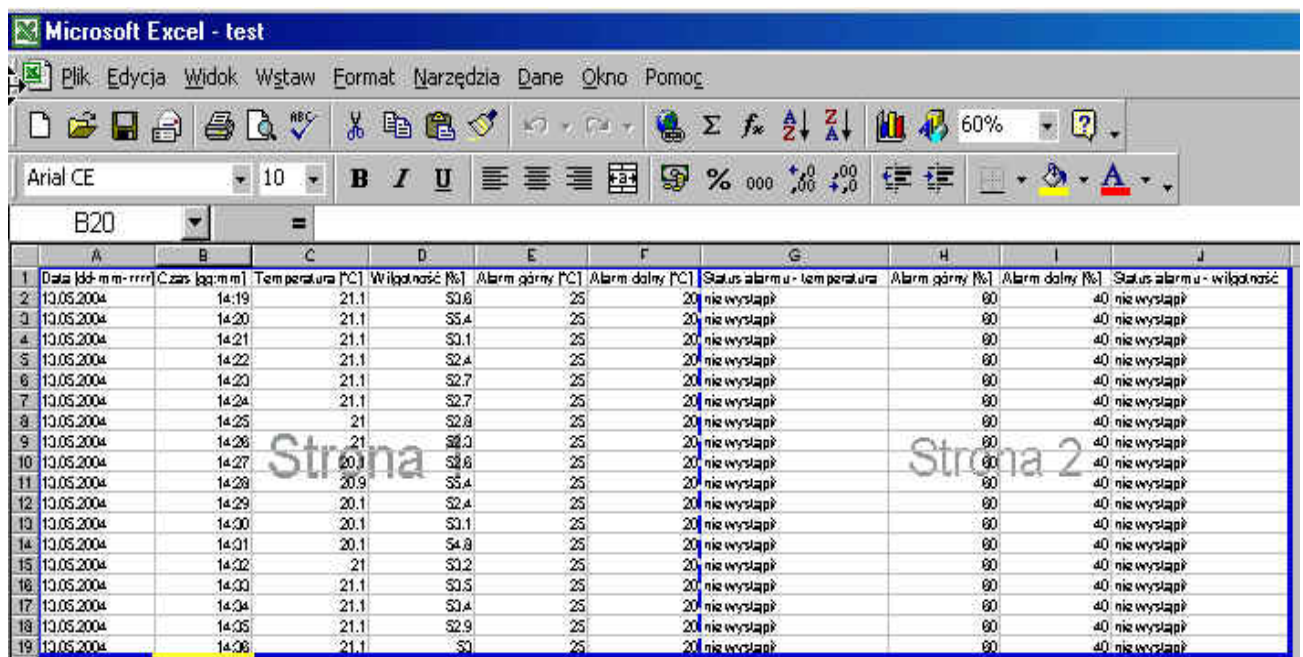 Microsoft Excel - test
Plik Edycja Widok Wstaw Format Narzędzia Dane Okno Pomoc
60%
Arial CE 10 B I U % 000
B20 =
A B C D E F G H I J
1 Data [dd-mm-rrrr] Czas [gg:mm] Temperatura [°C] Wilgotność [%] Alarm górny [°C] Alarm dolny [°C] Status alarmu - temperatura Alarm górny [%] Alarm dolny [%] Status alarmu - wilgotność
2 13.05.2004 14:19 21.1 53.6 25 20 nie wystąpił 60 40 nie wystąpił
3 13.05.2004 14:20 21.1 55.4 25 20 nie wystąpił 60 40 nie wystąpił
4 13.05.2004 14:21 21.1 53.1 25 20 nie wystąpił 60 40 nie wystąpił
5 13.05.2004 14:22 21.1 52.4 25 20 nie wystąpił 60 40 nie wystąpił
6 13.05.2004 14:23 21.1 52.7 25 20 nie wystąpił 60 40 nie wystąpił
7 13.05.2004 14:24 21.1 52.7 25 20 nie wystąpił 60 40 nie wystąpił
8 13.05.2004 14:25 21 52.8 25 20 nie wystąpił 60 40 nie wystąpił
9 13.05.2004 14:26 21 52.3 25 20 nie wystąpił 60 40 nie wystąpił
Strona 1 Strona 2
10 13.05.2004 14:27 20.1 52.6 25 20 nie wystąpił 60 40 nie wystąpił
11 13.05.2004 14:28 20.9 55.4 25 20 nie wystąpił 60 40 nie wystąpił
12 13.05.2004 14:29 20.1 52.4 25 20 nie wystąpił 60 40 nie wystąpił
13 13.05.2004 14:30 20.1 53.1 25 20 nie wystąpił 60 40 nie wystąpił
14 13.05.2004 14:31 20.1 54.8 25 20 nie wystąpił 60 40 nie wystąpił
15 13.05.2004 14:32 21 53.2 25 20 nie wystąpił 60 40 nie wystąpił
16 13.05.2004 14:33 21.1 53.5 25 20 nie wystąpił 60 40 nie wystąpił
17 13.05.2004 14:34 21.1 53.4 25 20 nie wystąpił 60 40 nie wystąpił
18 13.05.2004 14:35 21.1 52.9 25 20 nie wystąpił 60 40 nie wystąpił
19 13.05.2004 14:36 21.1 53 25 20 nie wystąpił 60 40 nie wystąpił